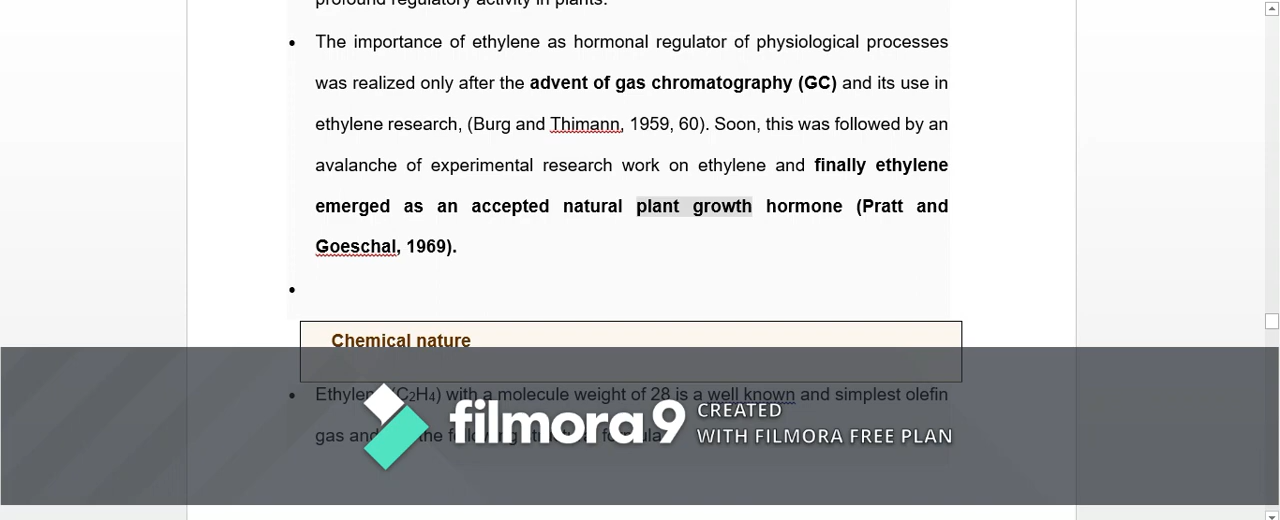 profound regulatory activity in plants.
• The importance of ethylene as hormonal regulator of physiological processes
was realized only after the advent of gas chromatography (GC) and its use in
ethylene research, (Burg and Thimann, 1959, 60). Soon, this was followed by an
avalanche of experimental research work on ethylene and finally ethylene
emerged as an accepted natural plant growth hormone (Pratt and
Goeschal, 1969).
•
Chemical nature
• Ethylene (C₂H₄) with a molecule weight of 28 is a well known and simplest olefin
gas and the following formula
filmora9 CREATED
WITH FILMORA FREE PLAN